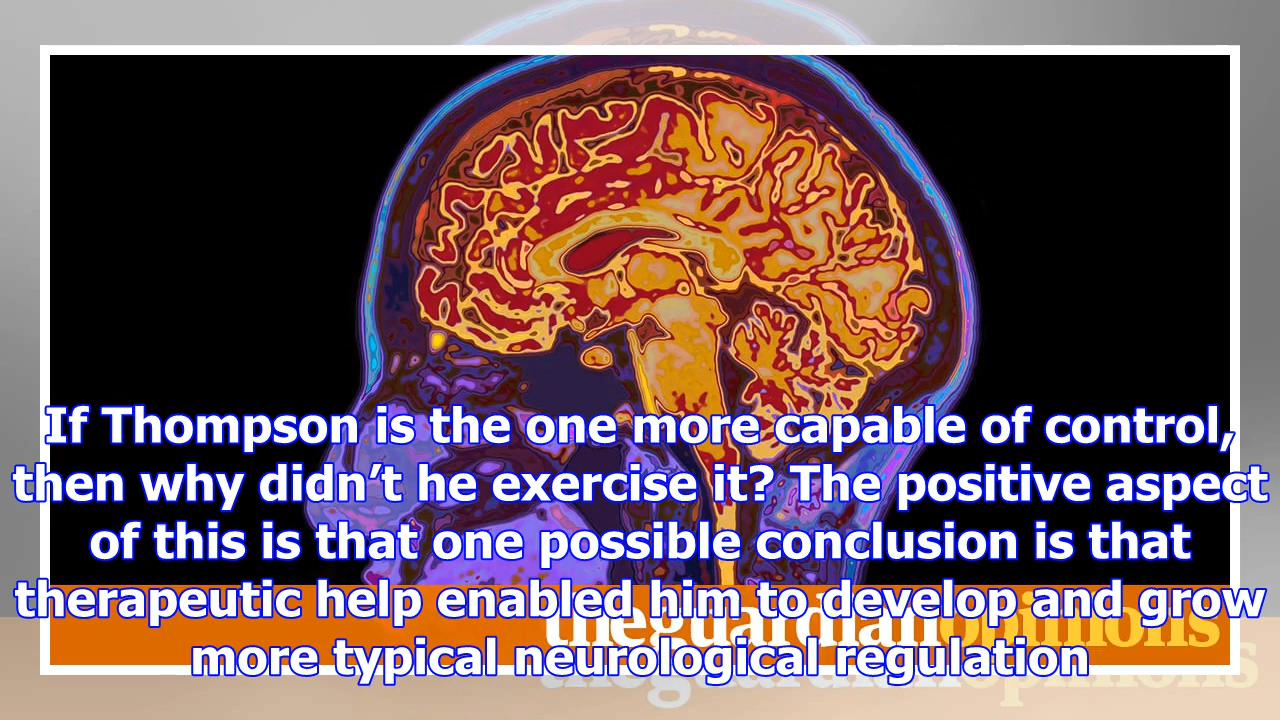 If Thompson is the one more capable of control,
then why didn’t he exercise it? The positive aspect
of this is that one possible conclusion is that
therapeutic help enabled him to develop and grow
more typical neurological regulation
theguardianopinions
theguardianopinions